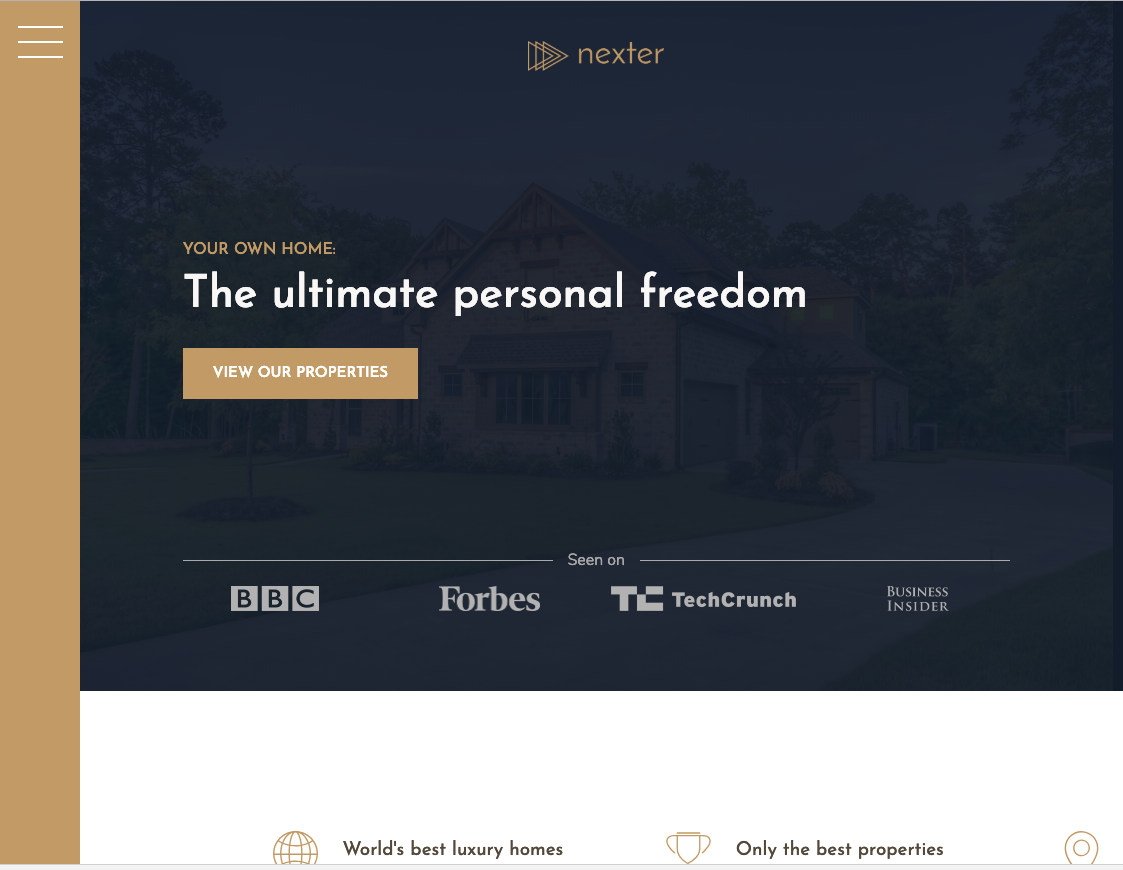 nexter
YOUR OWN HOME:
The ultimate personal freedom
VIEW OUR PROPERTIES
Seen on
BBC
Forbes
TC TechCrunch
BUSINESS
INSIDER
World's best luxury homes
Only the best properties